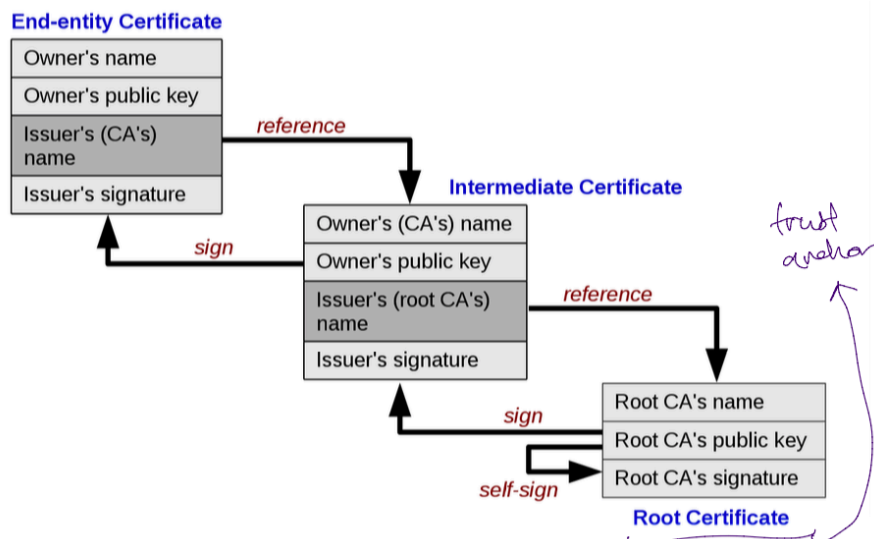 End-entity Certificate
Owner's name
Owner's public key
Issuer's (CA's)
name
Issuer's signature
reference
sign
Intermediate Certificate
Owner's (CA's) name
Owner's public key
Issuer's (root CA's)
name
Issuer's signature
reference
sign
self-sign
Root CA's name
Root CA's public key
Root CA's signature
Root Certificate
trust
anchor